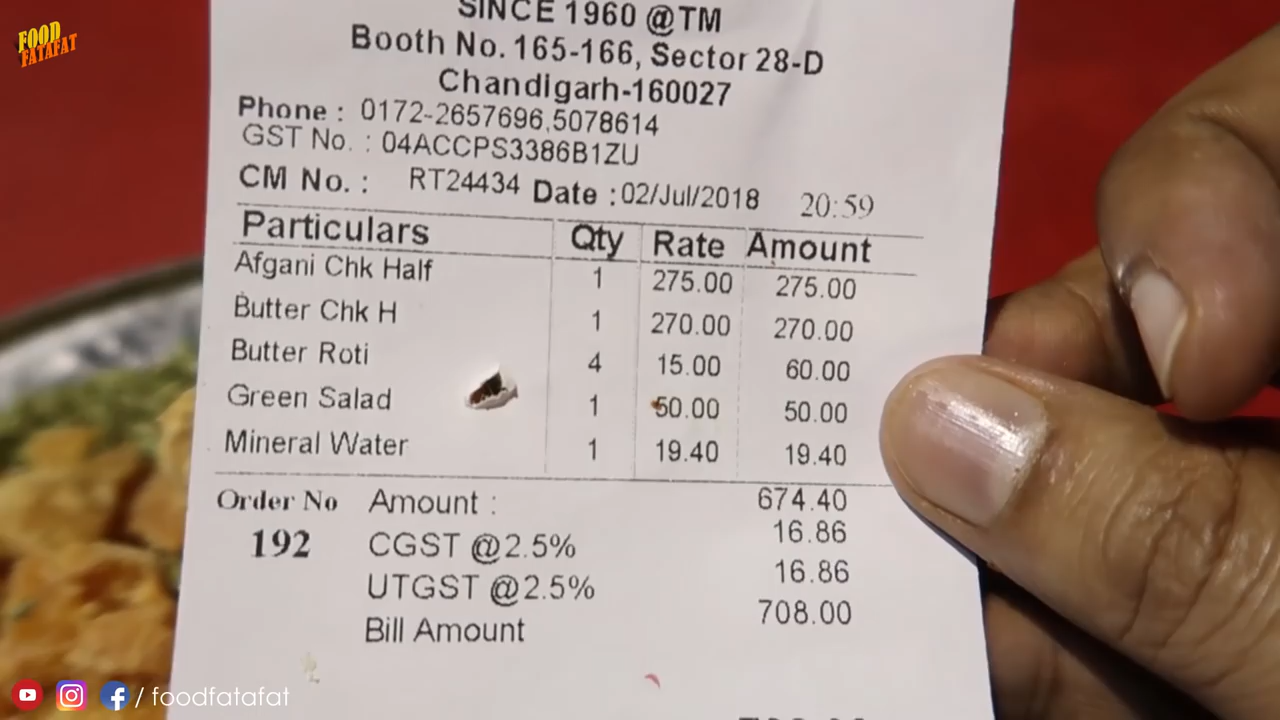 FOOD
FATAFAT
SINCE 1960 @TM
Booth No. 165-166, Sector 28-D
Chandigarh-160027
Phone : 0172-2657696,5078614
GST No. : 04ACCPS3386B1ZU
CM No. : RT24434 Date : 02/Jul/2018 20:59
Particulars Qty Rate Amount
Afgani Chk Half 1 275.00 275.00
Butter Chk H 1 270.00 270.00
Butter Roti 4 15.00 60.00
Green Salad 1 50.00 50.00
Mineral Water 1 19.40 19.40
Order No Amount : 674.40
192 CGST @2.5% 16.86
UTGST @2.5% 16.86
Bill Amount 708.00
/ foodfatafat